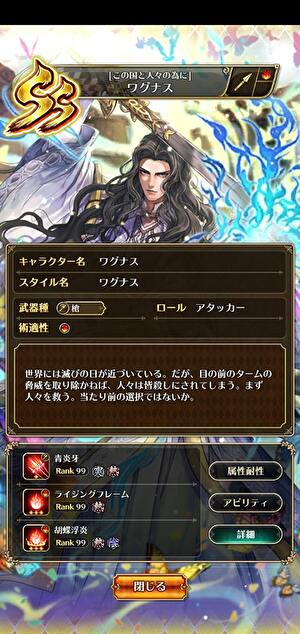 SS
[この国と人々の為に]
ワグナス
キャラクター名 ワグナス
スタイル名 ワグナス
武器種 槍 ロール アタッカー
術適性
世界には滅びの日が近づいている。だが、目の前のタームの
脅威を取り除かねば、人々は皆殺しにされてしまう。まず
人々を救う。当たり前の選択ではないか。
青炎牙
Rank 99 寒 熱
属性耐性
ライジングフレーム
Rank 99 熱
アビリティ
胡蝶浮炎
Rank 99 熱 陰
詳細
閉じる